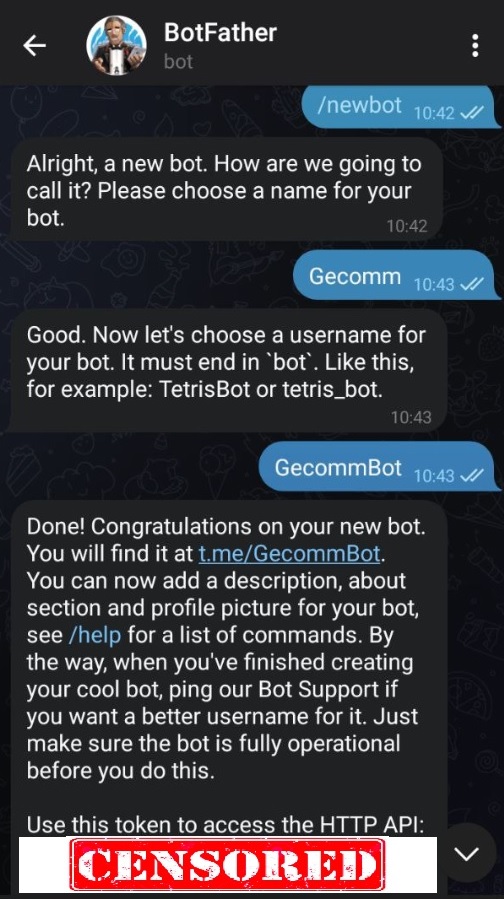 BotFather
bot
/newbot 10:42
Alright, a new bot. How are we going to
call it? Please choose a name for your
bot.
10:42
Gecomm 10:43
Good. Now let's choose a username for
your bot. It must end in `bot`. Like this,
for example: TetrisBot or tetris_bot.
10:43
GecommBot 10:43
Done! Congratulations on your new bot.
You will find it at t.me/GecommBot.
You can now add a description, about
section and profile picture for your bot,
see /help for a list of commands. By
the way, when you've finished creating
your cool bot, ping our Bot Support if
you want a better username for it. Just
make sure the bot is fully operational
before you do this.
Use this token to access the HTTP API:
CENSORED